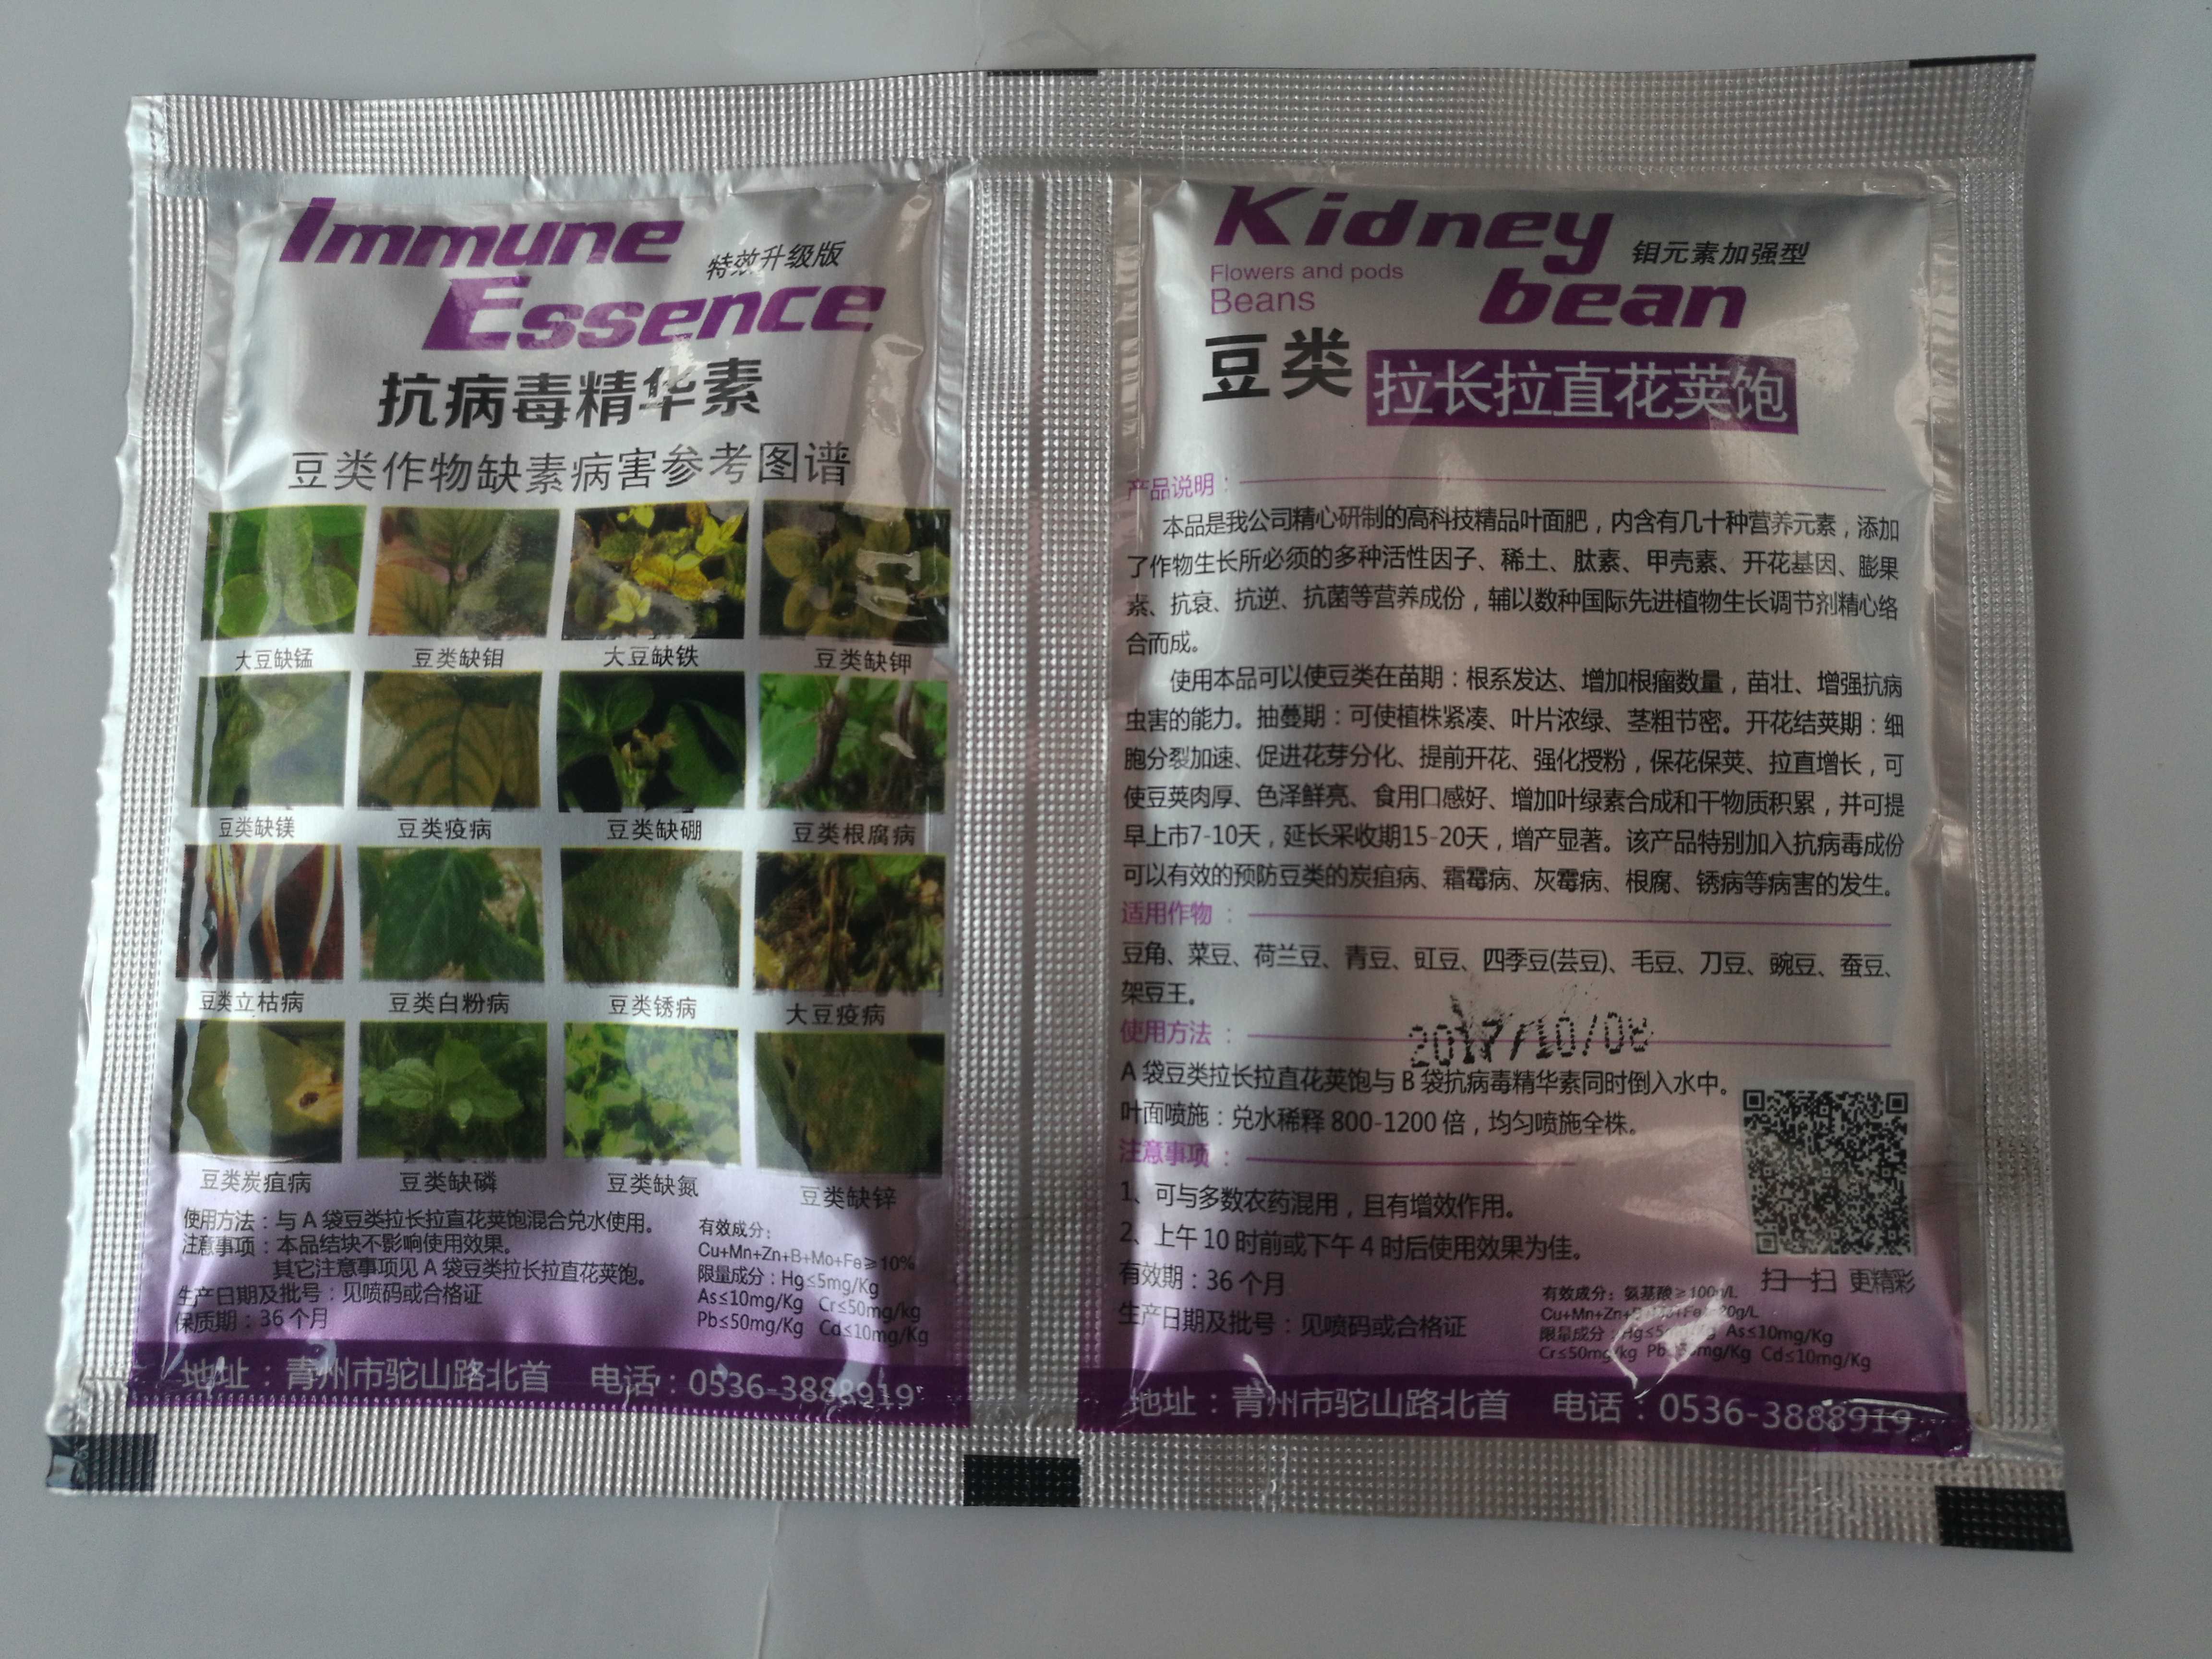 Immune
特效升级版
Essence
抗病毒精华素
豆类作物缺素病害参考图谱
大豆缺锰 豆类缺钼 大豆缺铁 豆类缺钾
豆类缺镁 豆类疫病 豆类缺硼 豆类根腐病
豆类立枯病 豆类白粉病 豆类锈病 大豆疫病
豆类炭疽病 豆类缺磷 豆类缺氮 豆类缺锌
使用方法：与 A 袋豆类拉长拉直花荚饱混合兑水使用。
注意事项：本品结块不影响使用效果。
其它注意事项见 A 袋豆类拉长拉直花荚饱。
生产日期及批号：见喷码或合格证
保质期：36 个月
有效成分：
Cu+Mn+Zn+B+Mo+Fe≥10%
限量成分：Hg≤5mg/Kg
As≤10mg/Kg Cr≤50mg/kg
Pb≤50mg/Kg Cd≤10mg/Kg
地址：青州市驼山路北首 电话：0536-3888919
Kidney
钼元素加强型
Flowers and pods
bean
Beans
豆类 拉长拉直花荚饱
产品说明：
本品是我公司精心研制的高科技精品叶面肥，内含有几十种营养元素，添加
了作物生长所必须的多种活性因子、稀土、肽素、甲壳素、开花基因、膨果
素、抗衰、抗逆、抗菌等营养成份，辅以数种国际先进植物生长调节剂精心络
合而成。
使用本品可以使豆类在苗期：根系发达、增加根瘤数量，苗壮、增强抗病
虫害的能力。抽蔓期：可使植株紧凑、叶片浓绿、茎粗节密。开花结荚期：细
胞分裂加速、促进花芽分化、提前开花、强化授粉，保花保荚、拉直增长，可
使豆荚肉厚、色泽鲜亮、食用口感好、增加叶绿素合成和干物质积累，并可提
早上市7-10天，延长采收期15-20天，增产显著。该产品特别加入抗病毒成份
可以有效的预防豆类的炭疽病、霜霉病、灰霉病、根腐、锈病等病害的发生。
适用作物：
豆角、菜豆、荷兰豆、青豆、豇豆、四季豆(芸豆)、毛豆、刀豆、豌豆、蚕豆、
架豆王。
使用方法：
2017/10/08
A 袋豆类拉长拉直花荚饱与 B 袋抗病毒精华素同时倒入水中。
叶面喷施：兑水稀释 800-1200 倍，均匀喷施全株。
注意事项：
1、可与多数农药混用，且有增效作用。
2、上午 10 时前或下午 4 时后使用效果为佳。
有效期：36 个月
生产日期及批号：见喷码或合格证
扫一扫 更精彩
有效成分：氨基酸≥100g/L
Cu+Mn+Zn+ 20g/L
限量成分： As≤10mg/Kg
Cr≤50mg/kg Cd≤10mg/Kg
地址：青州市驼山路北首 电话：0536-3888919